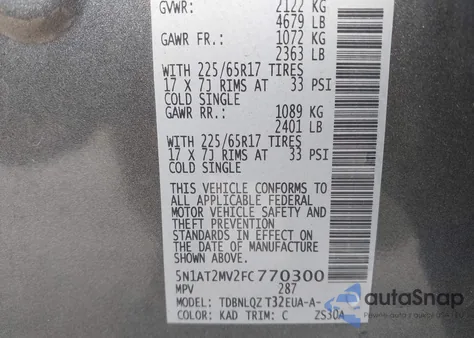 GVWR: 2122 KG
4679 LB
GAWR FR.: 1072 KG
2363 LB
WITH 225/65R17 TIRES
17 X 7J RIMS AT 33 PSI
COLD SINGLE
GAWR RR.: 1089 KG
2401 LB
WITH 225/65R17 TIRES
17 X 7J RIMS AT 33 PSI
COLD SINGLE
THIS VEHICLE CONFORMS TO
ALL APPLICABLE FEDERAL
MOTOR VEHICLE SAFETY AND
THEFT PREVENTION
STANDARDS IN EFFECT ON
THE DATE OF MANUFACTURE
SHOWN ABOVE.
5N1AT2MV2FC770300
MPV 287
MODEL: TDBNLQZ T32EUA-A-
COLOR: KAD TRIM: C ZS30A
autoSnap